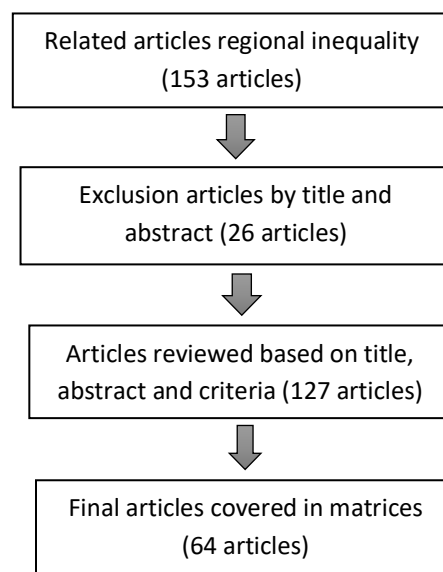 Related articles regional inequality
(153 articles)
Exclusion articles by title and
abstract (26 articles)
Articles reviewed based on title,
abstract and criteria (127 articles)
Final articles covered in matrices
(64 articles)